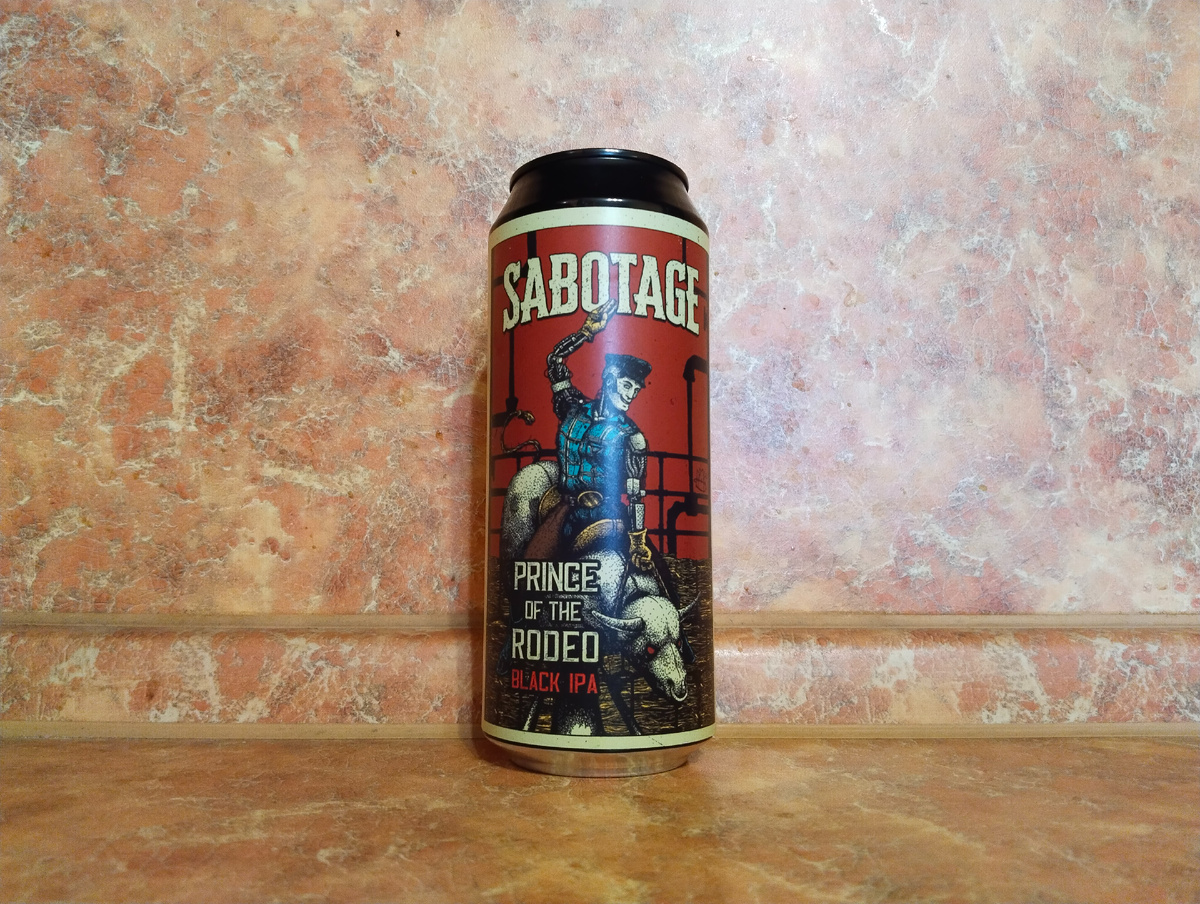 SABOTAGE
PRINCE
OF THE
RODEO
BLACK IPA